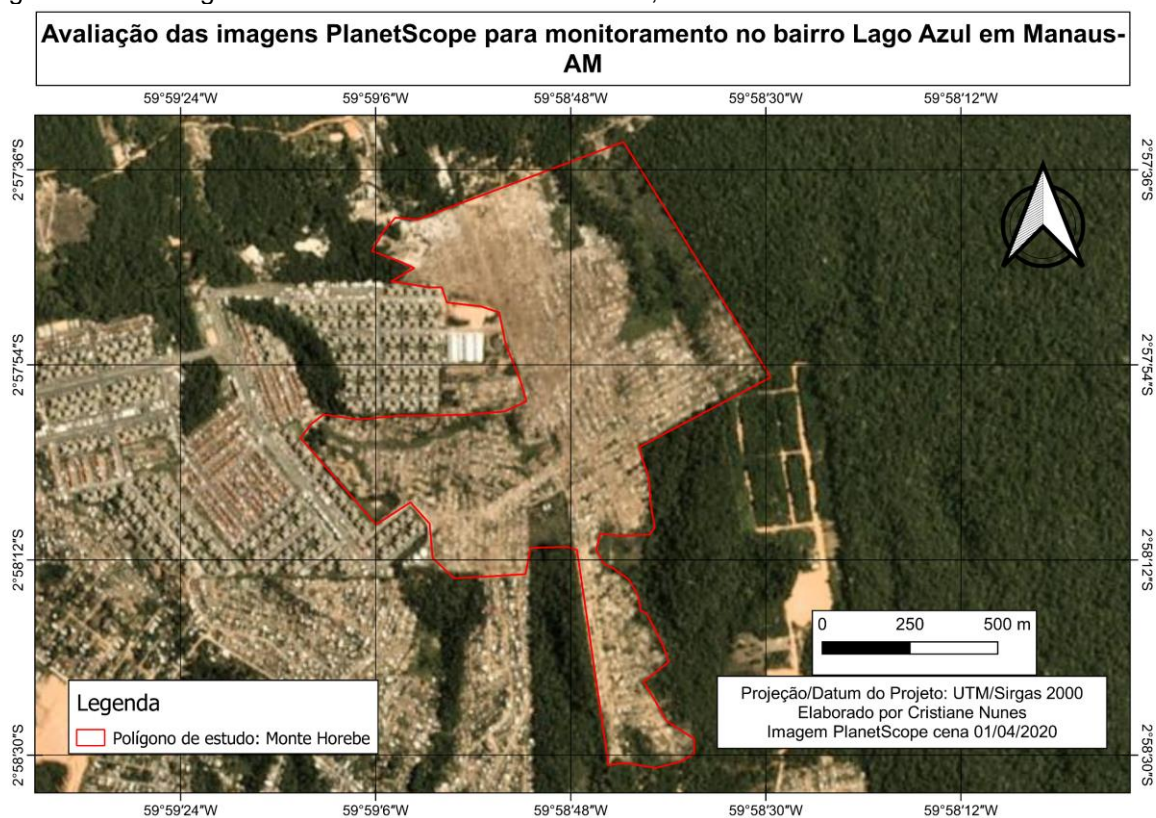 Avaliação das imagens PlanetScope para monitoramento no bairro Lago Azul em Manaus-
AM
59°59'24"W 59°59'6"W 59°58'48"W 59°58'30"W 59°58'12"W
2°57'36"S 2°57'36"S
2°57'54"S 2°57'54"S
2°58'12"S 2°58'12"S
0 250 500 m
Legenda
Polígono de estudo: Monte Horebe
Projeção/Datum do Projeto: UTM/Sirgas 2000
Elaborado por Cristiane Nunes
Imagem PlanetScope cena 01/04/2020
2°58'30"S 2°58'30"S
59°59'24"W 59°59'6"W 59°58'48"W 59°58'30"W 59°58'12"W